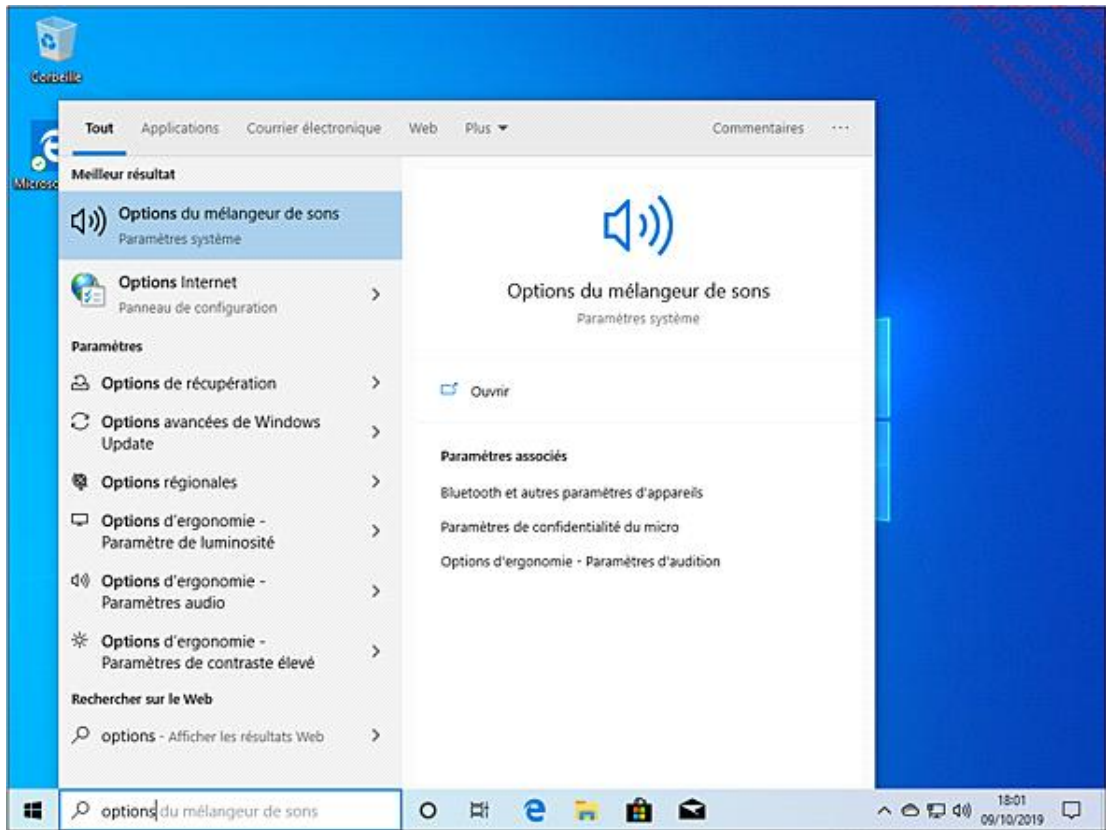 Corbeille
Tout Applications Courrier électronique Web Plus Commentaires ...
Meilleur résultat
Options du mélangeur de sons
Paramètres système
Options Internet
Panneau de configuration
Paramètres
Options de récupération
Options avancées de Windows
Update
Options régionales
Options d'ergonomie -
Paramètre de luminosité
Options d'ergonomie -
Paramètres audio
Options d'ergonomie -
Paramètres de contraste élevé
Rechercher sur le Web
options - Afficher les résultats Web
Options du mélangeur de sons
Paramètres système
Ouvrir
Paramètres associés
Bluetooth et autres paramètres d'appareils
Paramètres de confidentialité du micro
Options d'ergonomie - Paramètres d'audition
options du mélangeur de sons
18:01
09/10/2019